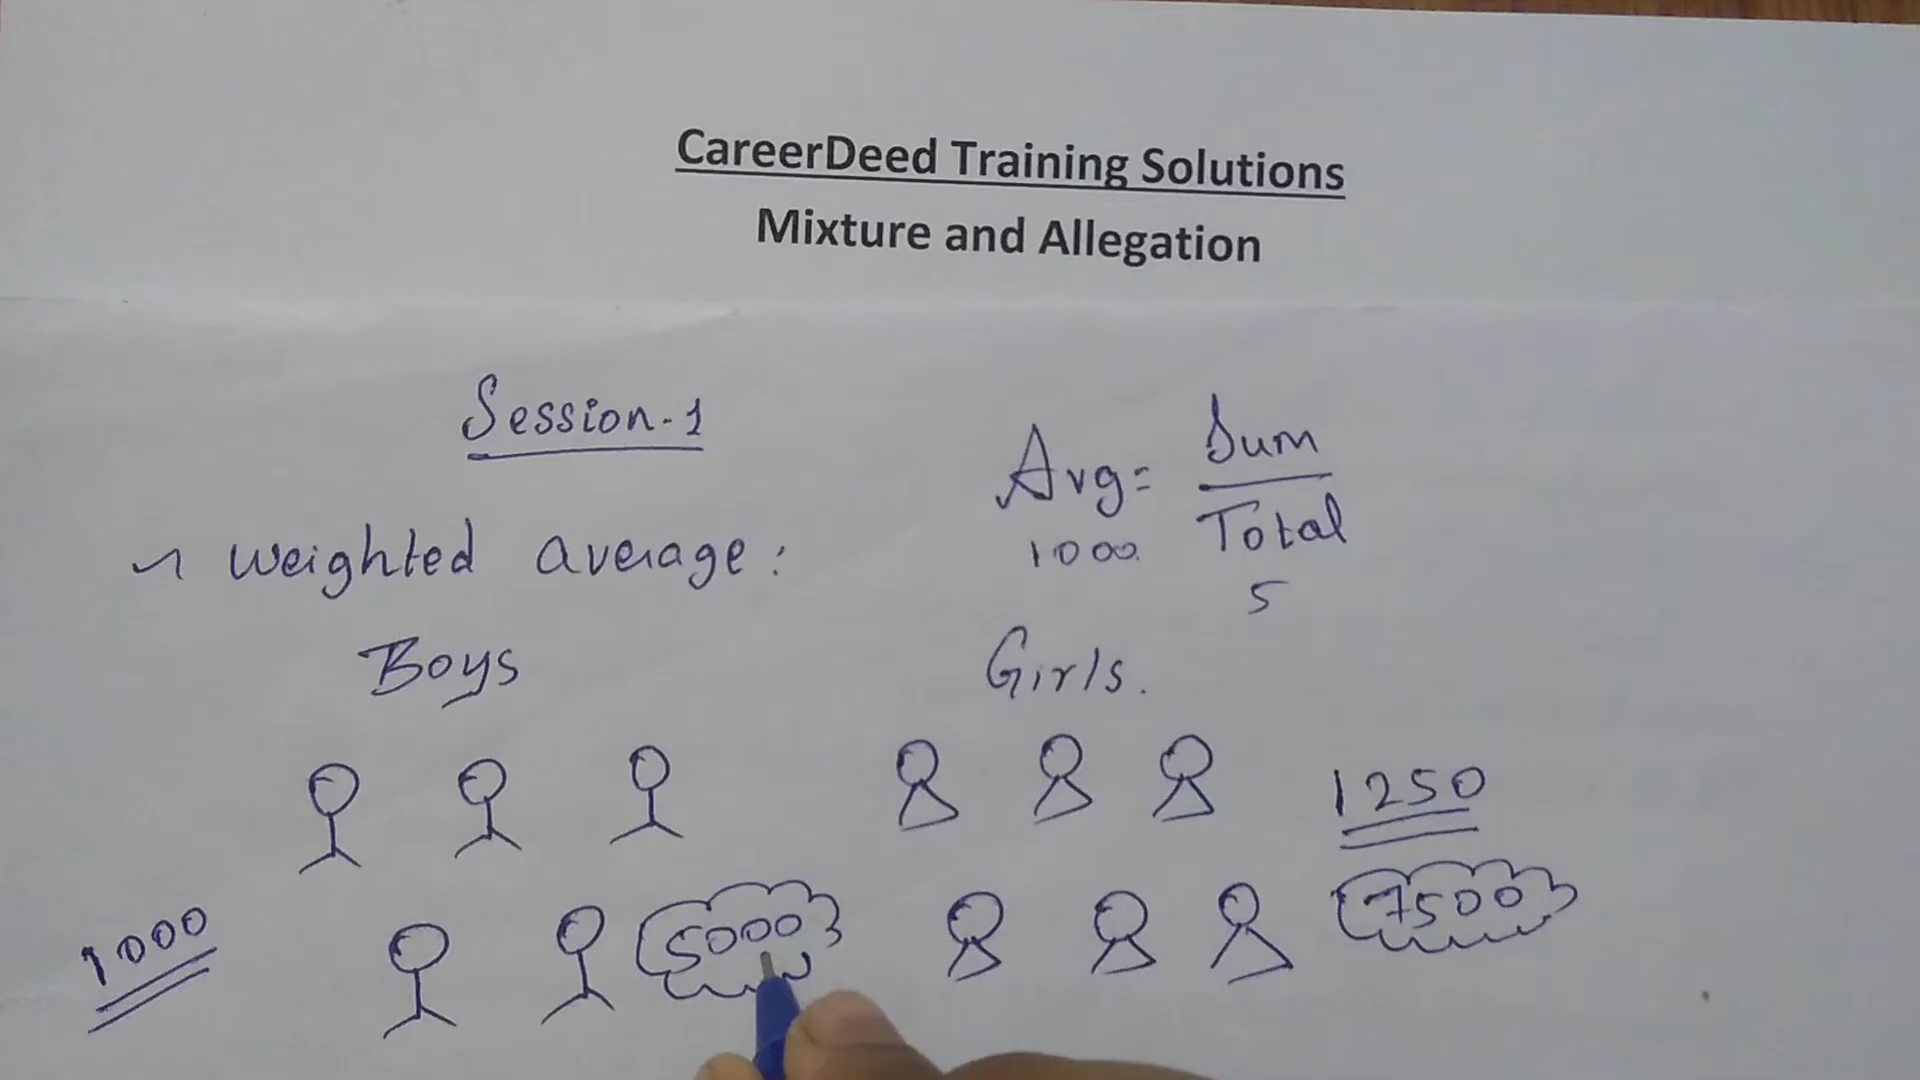 CareerDeed Training Solutions
Mixture and Allegation
Session-1
Avg = Sum
Total
1000
5
weighted average:
Boys
Girls.
1250
7500
5000
1000